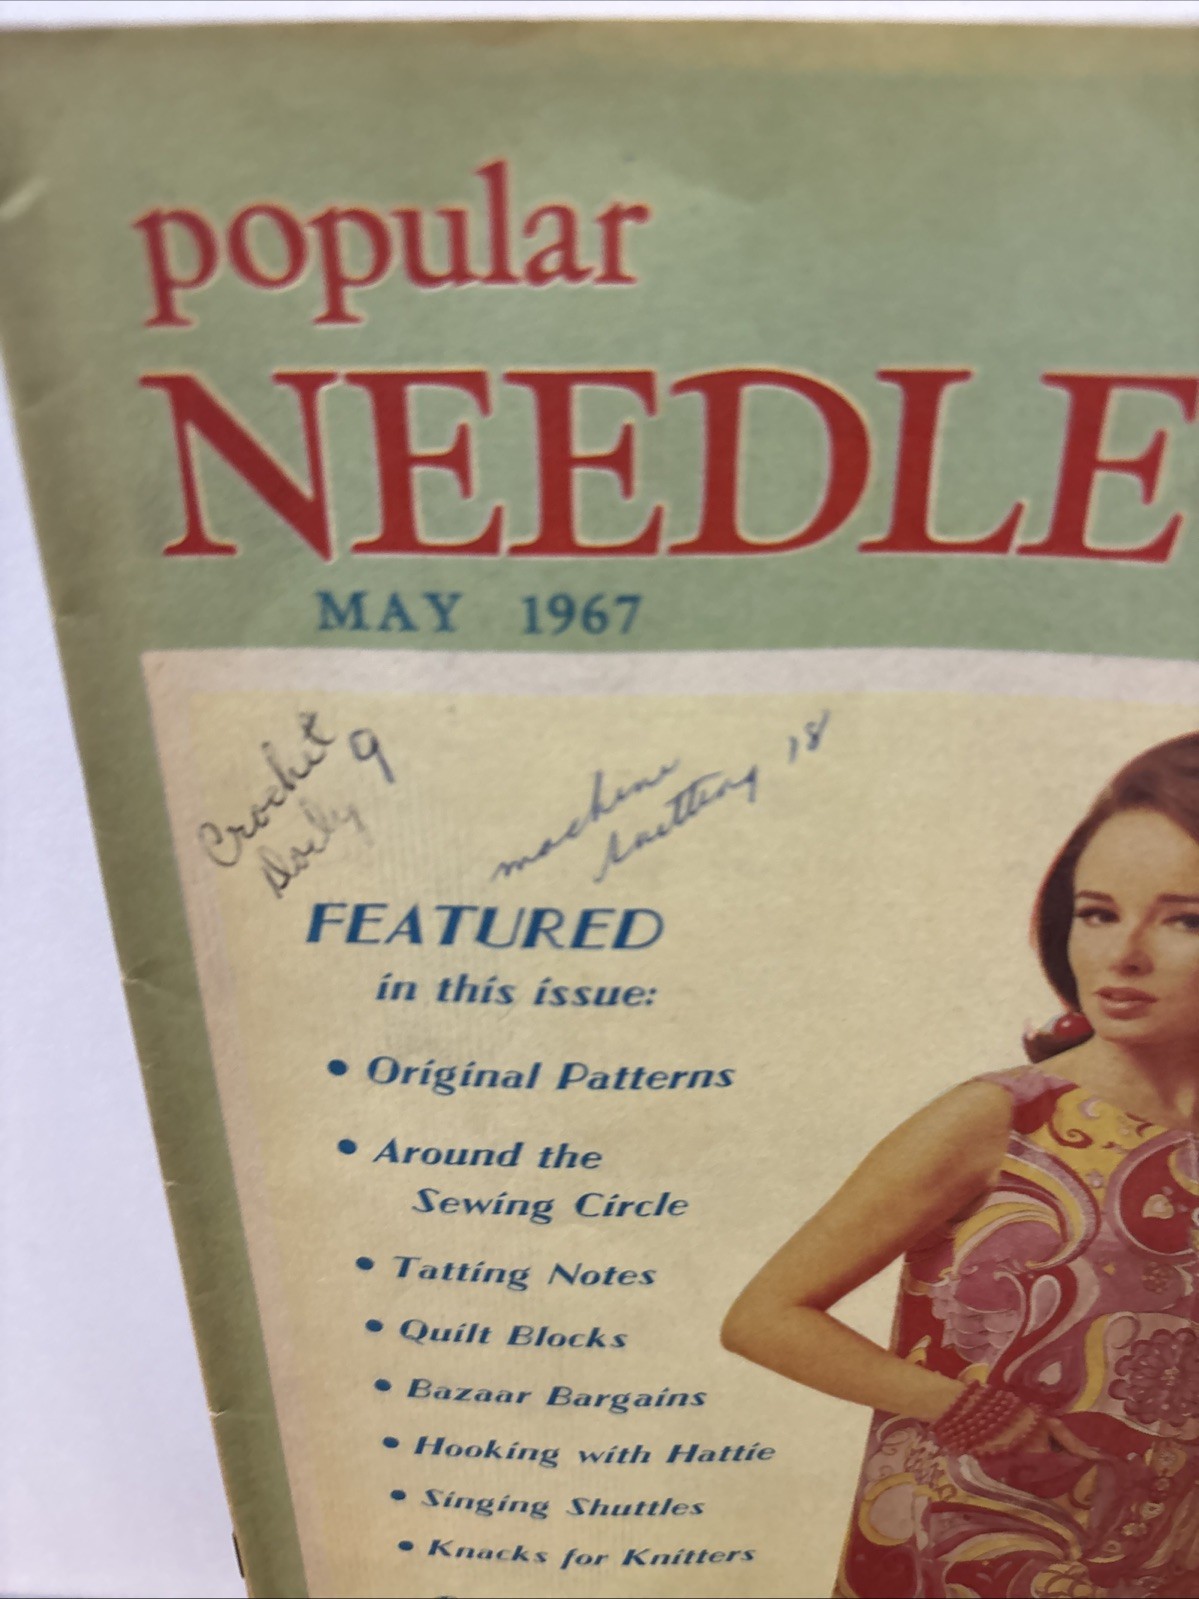 popular
NEEDLE
MAY 1967
Crochet
Doily 9
machine
knitting 18
FEATURED
in this issue:
• Original Patterns
• Around the
Sewing Circle
• Tatting Notes
• Quilt Blocks
• Bazaar Bargains
• Hooking with Hattie
• Singing Shuttles
• Knacks for Knitters